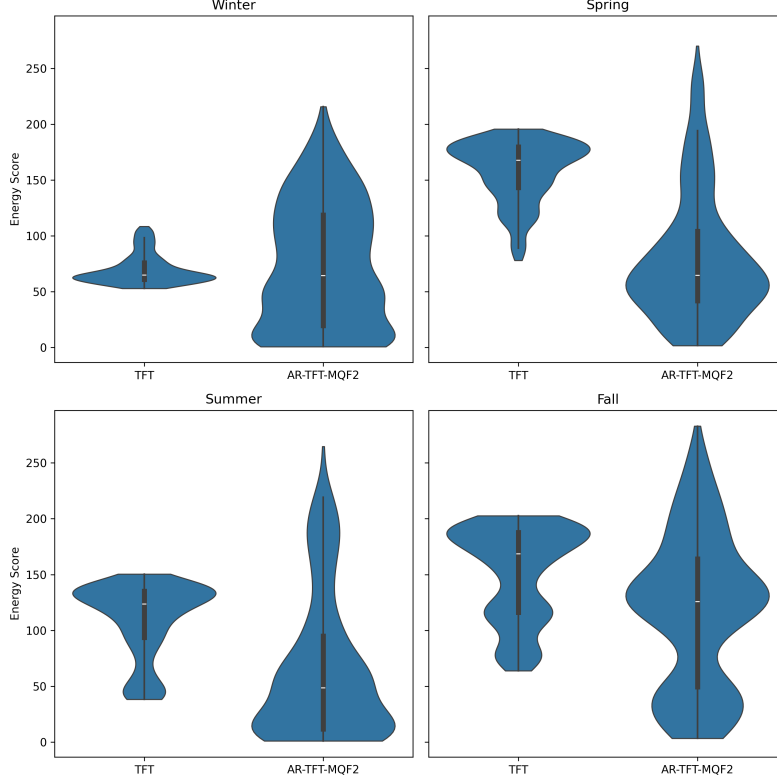 Winter
Spring
Energy Score
250
200
150
100
50
0
TFT
AR-TFT-MQF2
TFT
AR-TFT-MQF2
Summer
Fall
Energy Score
250
200
150
100
50
0
TFT
AR-TFT-MQF2
TFT
AR-TFT-MQF2